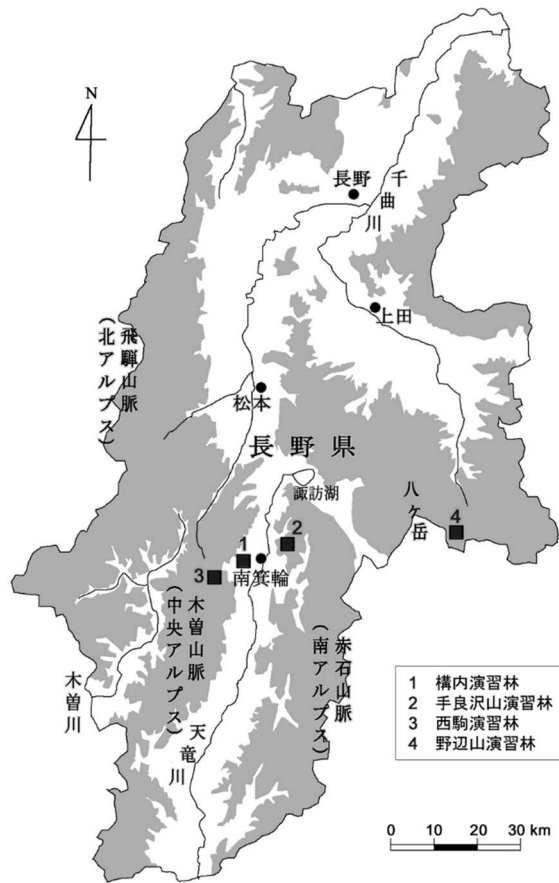 N
長野
千曲川
上田
飛騨山脈
(北アルプス)
松本
長野県
諏訪湖
八ヶ岳
4
2
1
南箕輪
3
木曽山脈
(中央アルプス)
赤石山脈
(南アルプス)
木曽川
天竜川
1 構内演習林
2 手良沢山演習林
3 西駒演習林
4 野辺山演習林
0 10 20 30 km